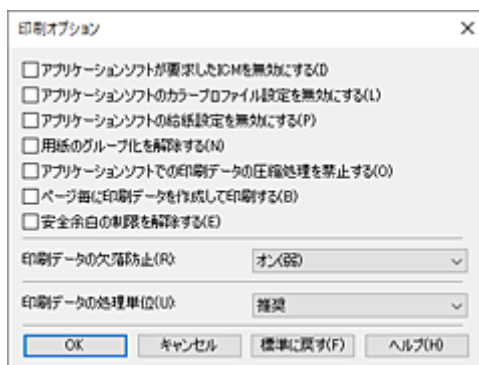 印刷オプション
アプリケーションソフトが要求したICMを無効にする(I)
アプリケーションソフトのカラープロファイル設定を無効にする(L)
アプリケーションソフトの給紙設定を無効にする(P)
用紙のグループ化を解除する(N)
アプリケーションソフトでの印刷データの圧縮処理を禁止する(O)
ページ毎に印刷データを作成して印刷する(B)
安全余白の制限を解除する(E)
印刷データの欠落防止(R): オン(弱)
印刷データの処理単位(U): 推奨
OK キャンセル 標準に戻す(F) ヘルプ(H)